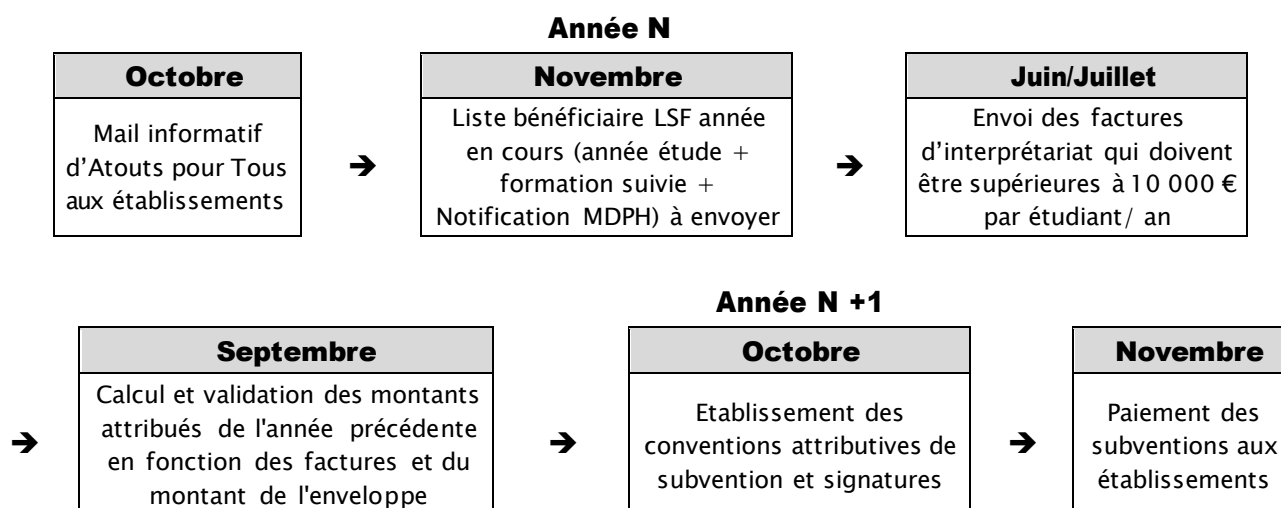 Année N
Octobre
Mail informatif
d’Atouts pour Tous
aux établissements
➔
Novembre
Liste bénéficiaire LSF année
en cours (année étude +
formation suivie +
Notification MDPH) à envoyer
➔
Juin/Juillet
Envoi des factures
d’interprétariat qui doivent
être supérieures à 10 000 €
par étudiant/ an
Année N +1
➔
Septembre
Calcul et validation des montants
attribués de l'année précédente
en fonction des factures et du
montant de l'enveloppe
➔
Octobre
Etablissement des
conventions attributives de
subvention et signatures
➔
Novembre
Paiement des
subventions aux
établissements